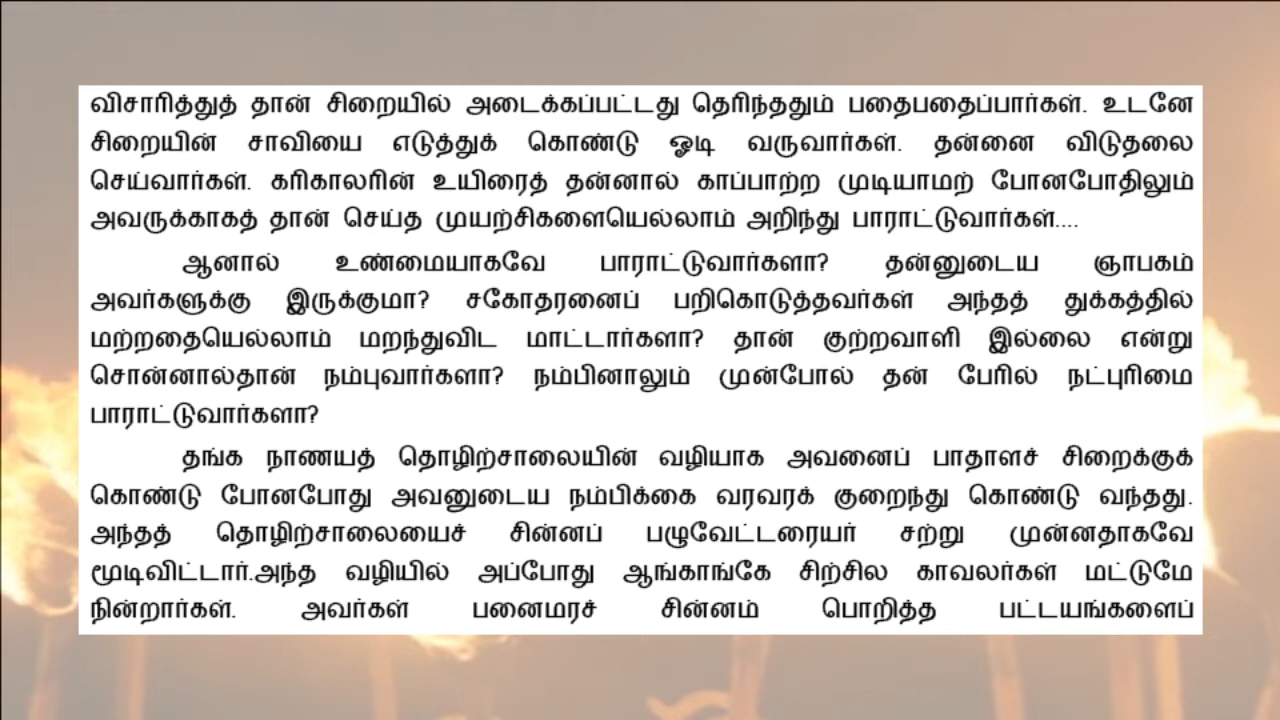 விசாரித்துத் தான் சிறையில் அடைக்கப்பட்டது தெரிந்ததும் பதைபதைப்பார்கள். உடனே
சிறையின் சாவியை எடுத்துக் கொண்டு ஓடி வருவார்கள். தன்னை விடுதலை
செய்வார்கள். கரிகாலரின் உயிரைத் தன்னால் காப்பாற்ற முடியாமற் போனபோதிலும்
அவருக்காகத் தான் செய்த முயற்சிகளையெல்லாம் அறிந்து பாராட்டுவார்கள்....
ஆனால் உண்மையாகவே பாராட்டுவார்களா? தன்னுடைய ஞாபகம்
அவர்களுக்கு இருக்குமா? சகோதரனைப் பறிகொடுத்தவர்கள் அந்தத் துக்கத்தில்
மற்றதையெல்லாம் மறந்துவிட மாட்டார்களா? தான் குற்றவாளி இல்லை என்று
சொன்னால்தான் நம்புவார்களா? நம்பினாலும் முன்போல் தன் பேரில் நட்புரிமை
பாராட்டுவார்களா?
தங்க நாணயத் தொழிற்சாலையின் வழியாக அவனைப் பாதாளச் சிறைக்குக்
கொண்டு போனபோது அவனுடைய நம்பிக்கை வரவரக் குறைந்து கொண்டு வந்தது.
அந்தத் தொழிற்சாலையைச் சின்னப் பழுவேட்டரையர் சற்று முன்னதாகவே
மூடிவிட்டார்.அந்த வழியில் அப்போது ஆங்காங்கே சிற்சில காவலர்கள் மட்டுமே
நின்றார்கள். அவர்கள் பனைமரச் சின்னம் பொறித்த பட்டயங்களைப்